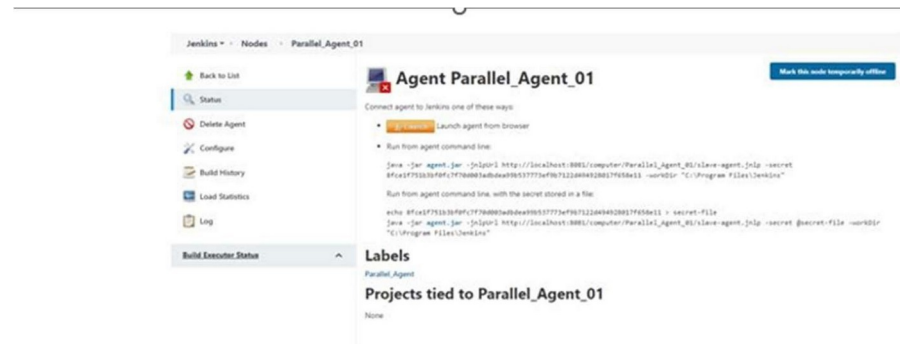 Jenkins Nodes Parallel_Agent_01
Back to List
Status
Delete Agent
Configure
Build History
Load Statistics
Log
Build Executor Status
Agent Parallel_Agent_01
Mark this node temporarily offline
Connect agent to Jenkins one of these ways:
Launch agent from browser
Run from agent command line:
java -jar agent.jar -jnlpUrl http://localhost:8081/computer/Parallel_Agent_01/slave-agent.jnlp -secret
-workDir "C:\Program Files\Jenkins"
Run from agent command line, with the secret stored in a file:
echo > secret-file
java -jar agent.jar -jnlpUrl http://localhost:8081/computer/Parallel_Agent_01/slave-agent.jnlp -secret @secret-file -workDir
"C:\Program Files\Jenkins"
Labels
Parallel_Agent
Projects tied to Parallel_Agent_01
None